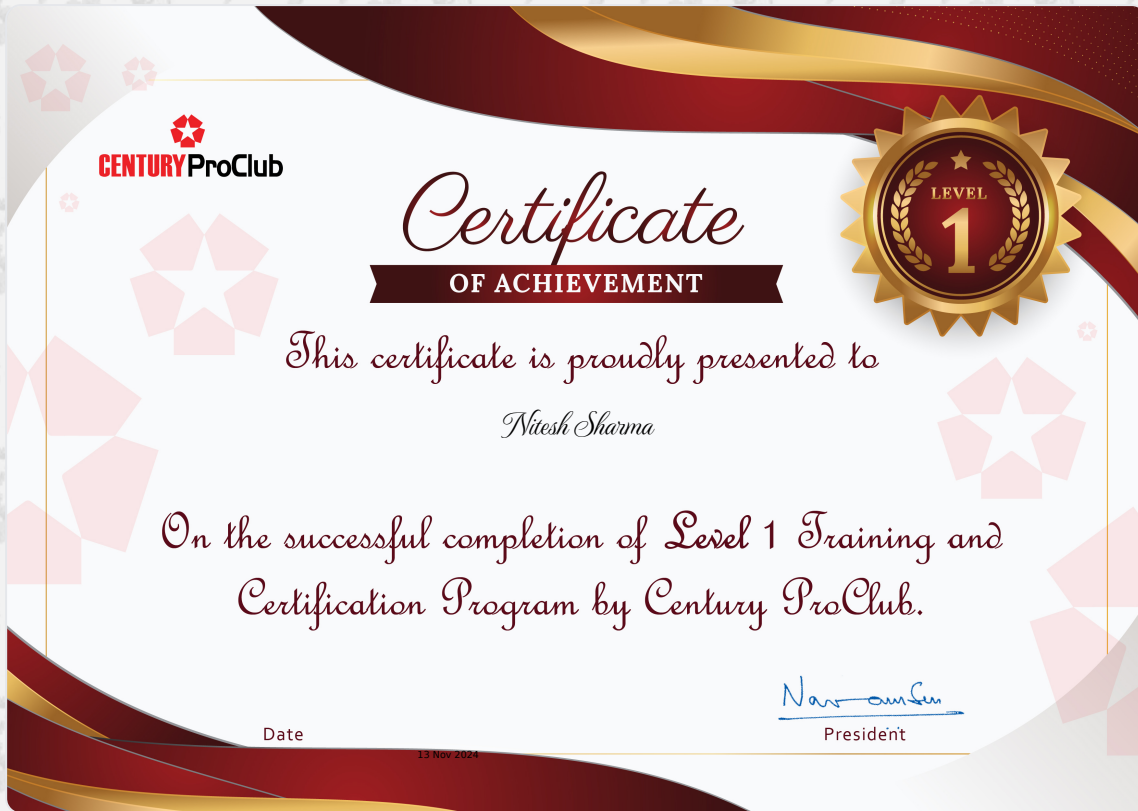 CENTURY ProClub
LEVEL
1
Certificate
OF ACHIEVEMENT
This certificate is proudly presented to
Nitesh Sharma
On the successful completion of Level 1 Training and
Certification Program by Century ProClub.
Date
President
13 Nov 2024